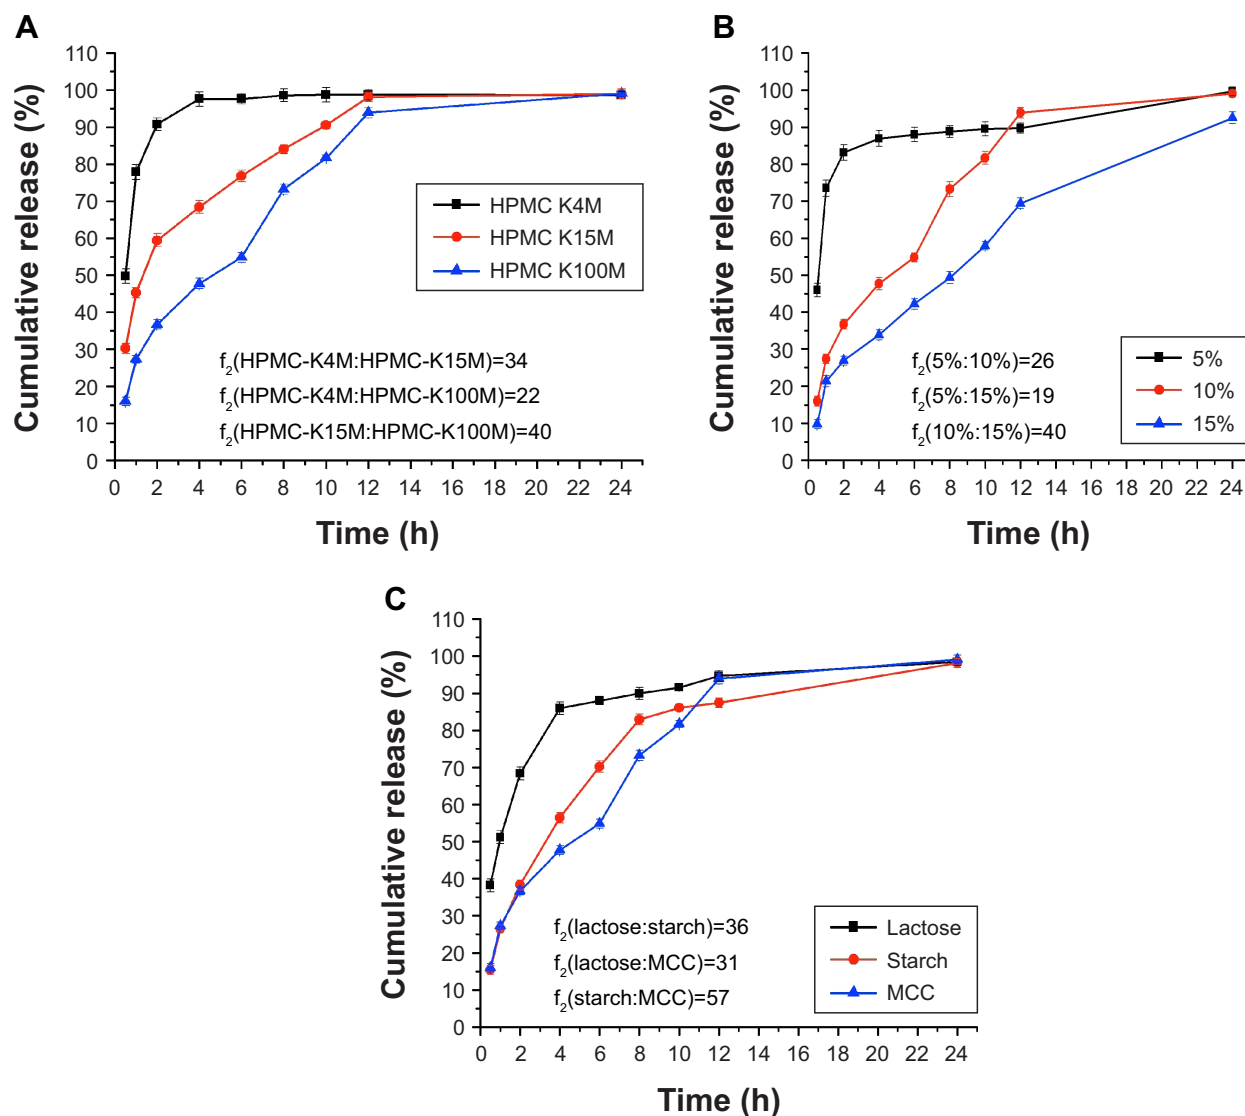 A
Cumulative release (%)
110
100
90
80
70
60
50
40
30
20
10
0
0 2 4 6 8 10 12 14 16 18 20 22 24
Time (h)
HPMC K4M
HPMC K15M
HPMC K100M
f2(HPMC-K4M:HPMC-K15M)=34
f2(HPMC-K4M:HPMC-K100M)=22
f2(HPMC-K15M:HPMC-K100M)=40
B
Cumulative release (%)
110
100
90
80
70
60
50
40
30
20
10
0
0 2 4 6 8 10 12 14 16 18 20 22 24
Time (h)
f2(5%:10%)=26
f2(5%:15%)=19
f2(10%:15%)=40
5%
10%
15%
C
Cumulative release (%)
110
100
90
80
70
60
50
40
30
20
10
0
0 2 4 6 8 10 12 14 16 18 20 22 24
Time (h)
f2(lactose:starch)=36
f2(lactose:MCC)=31
f2(starch:MCC)=57
Lactose
Starch
MCC